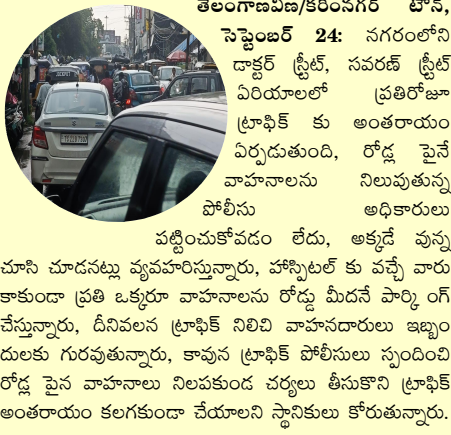 తెలంగాణవీణ/కరీంనగర్ టౌన్,
సెప్టెంబర్ 24: నగరంలోని
డాక్టర్ స్ట్రీట్, సవరణ్ స్ట్రీట్
ఏరియాలలో ప్రతిరోజూ
ట్రాఫిక్ కు అంతరాయం
ఏర్పడుతుంది, రోడ్ల పైనే
వాహనాలను నిలుపుతున్న
పోలీసు అధికారులు
పట్టించుకోవడం లేదు, అక్కడే వున్న
చూసి చూడనట్లు వ్యవహరిస్తున్నారు, హాస్పిటల్ కు వచ్చే వారు
కాకుండా ప్రతి ఒక్కరూ వాహనాలను రోడ్డు మీదనే పార్కి ంగ్
చేస్తున్నారు, దీనివలన ట్రాఫిక్ నిలిచి వాహనదారులు ఇబ్బం
దులకు గురవుతున్నారు, కావున ట్రాఫిక్ పోలీసులు స్పందించి
రోడ్ల పైన వాహనాలు నిలపకుండ చర్యలు తీసుకొని ట్రాఫిక్
అంతరాయం కలగకుండా చేయాలని స్థానికులు కోరుతున్నారు.